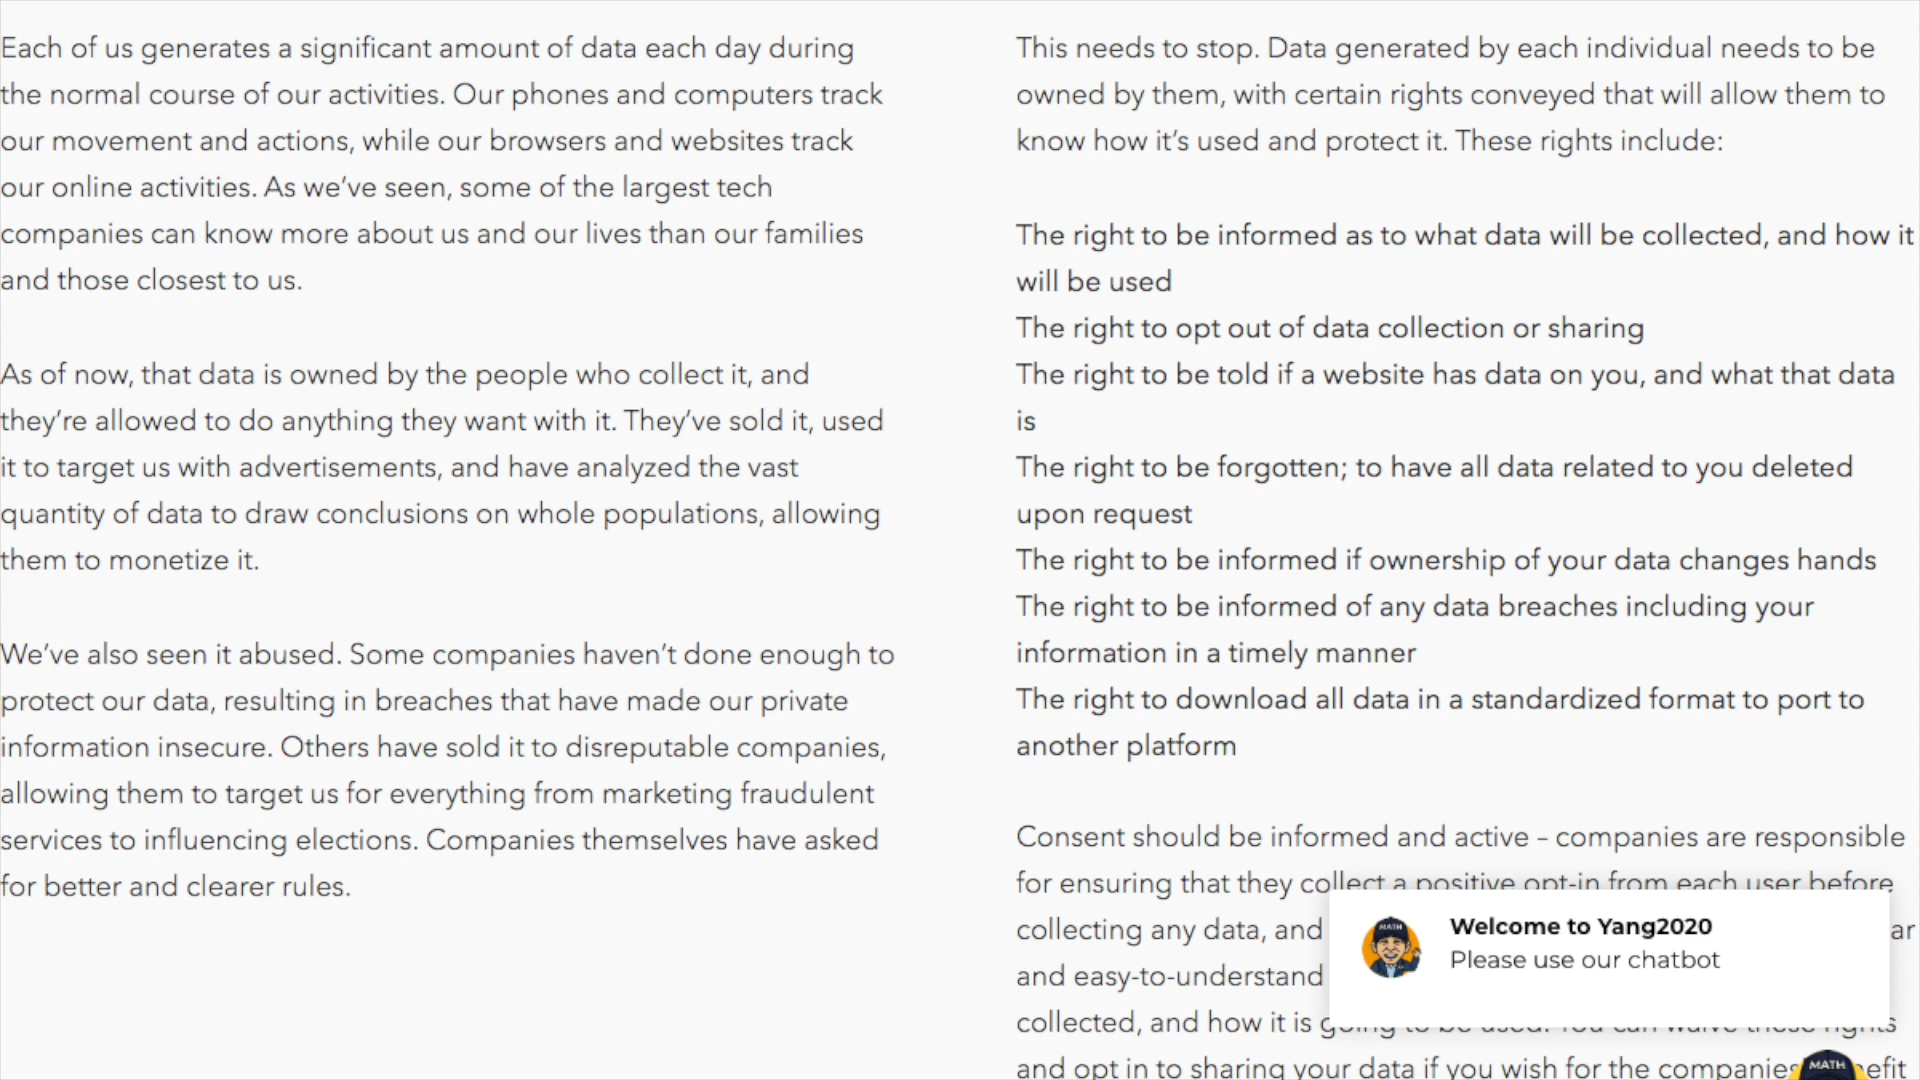 Each of us generates a significant amount of data each day during
the normal course of our activities. Our phones and computers track
our movement and actions, while our browsers and websites track
our online activities. As we’ve seen, some of the largest tech
companies can know more about us and our lives than our families
and those closest to us.
As of now, that data is owned by the people who collect it, and
they’re allowed to do anything they want with it. They’ve sold it, used
it to target us with advertisements, and have analyzed the vast
quantity of data to draw conclusions on whole populations, allowing
them to monetize it.
We’ve also seen it abused. Some companies haven’t done enough to
protect our data, resulting in breaches that have made our private
information insecure. Others have sold it to disreputable companies,
allowing them to target us for everything from marketing fraudulent
services to influencing elections. Companies themselves have asked
for better and clearer rules.
This needs to stop. Data generated by each individual needs to be
owned by them, with certain rights conveyed that will allow them to
know how it’s used and protect it. These rights include:
The right to be informed as to what data will be collected, and how it
will be used
The right to opt out of data collection or sharing
The right to be told if a website has data on you, and what that data
is
The right to be forgotten; to have all data related to you deleted
upon request
The right to be informed if ownership of your data changes hands
The right to be informed of any data breaches including your
information in a timely manner
The right to download all data in a standardized format to port to
another platform
Consent should be informed and active – companies are responsible
for ensuring that they collect a positive opt-in from each user before
collecting any data, and
and easy-to-understand
collected, and how it is going to be used. You can waive these rights
and opt in to sharing your data if you wish for the companies
MATH
Welcome to Yang2020
Please use our chatbot
MATH